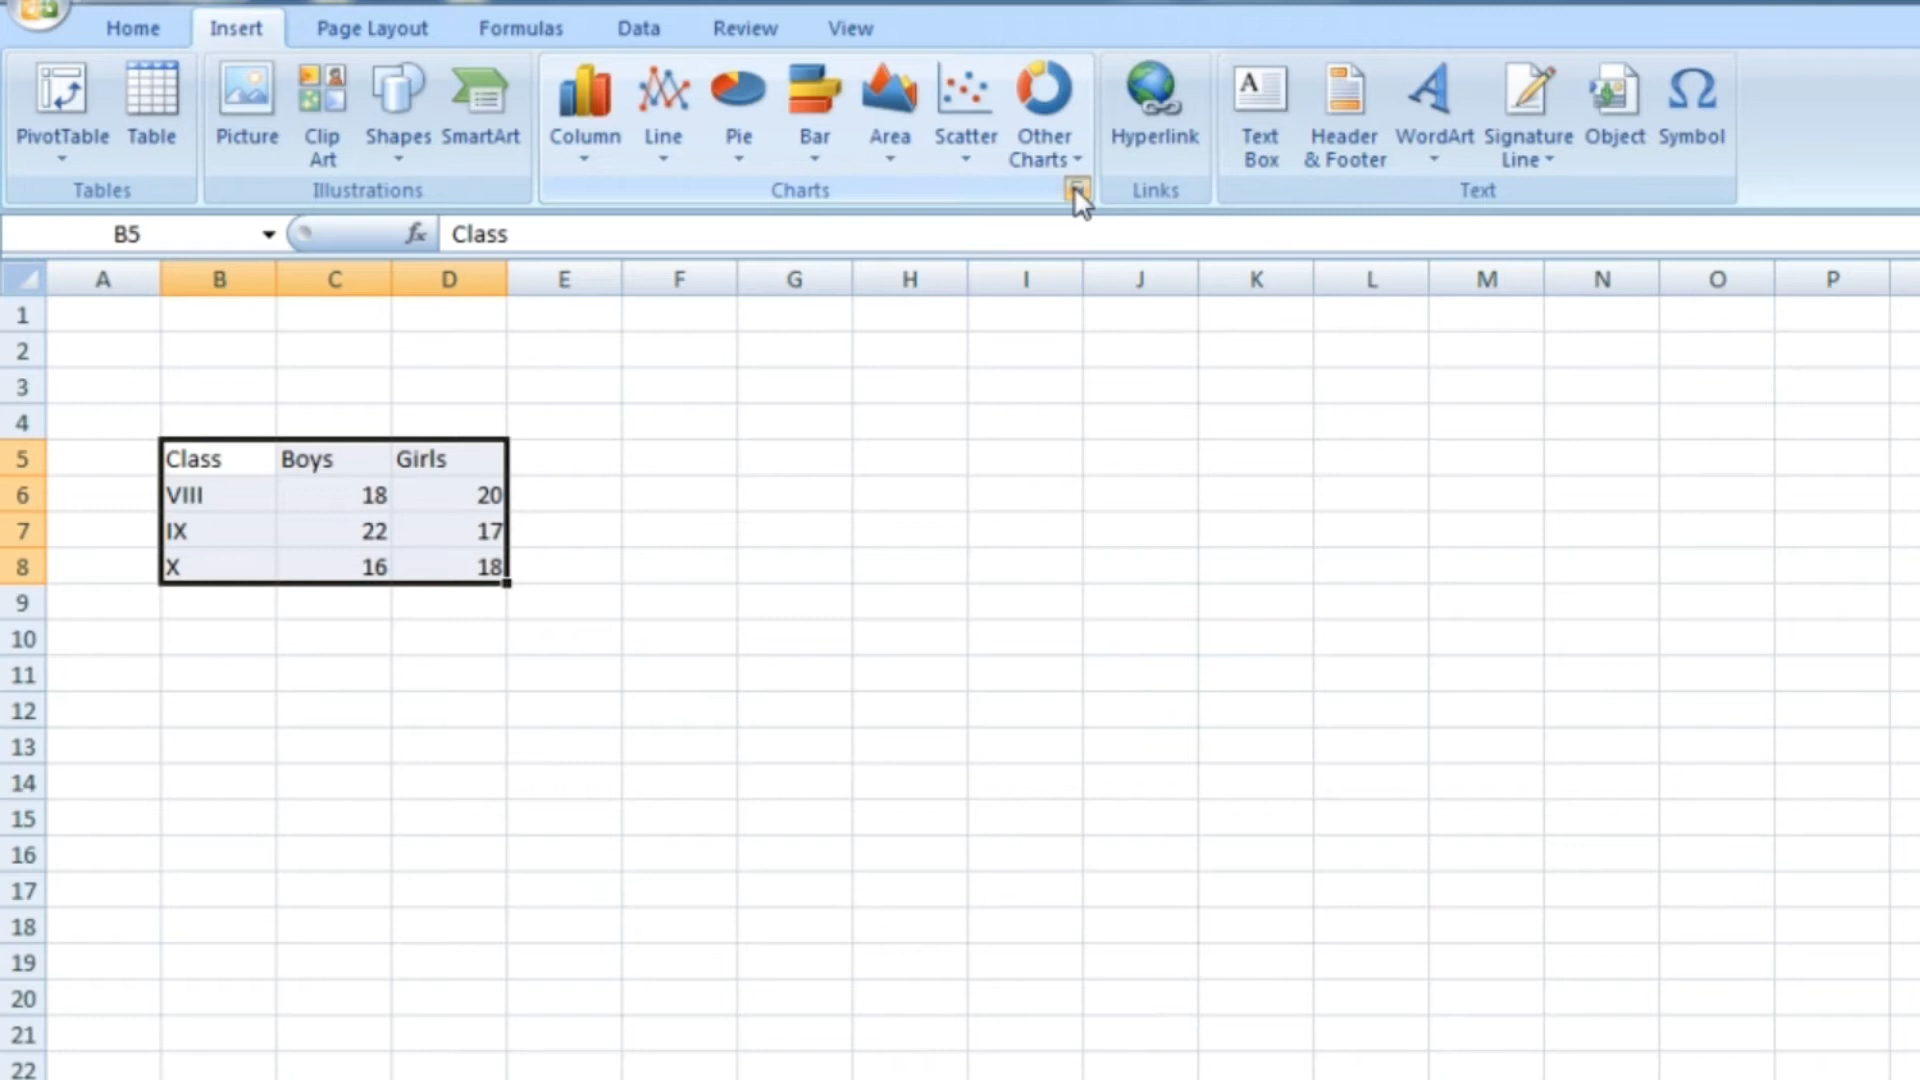 Home Insert Page Layout Formulas Data Review View
PivotTable Table Picture Clip Art Shapes SmartArt Column Line Pie Bar Area Scatter Other Charts Hyperlink Text Box Header & Footer WordArt Signature Line Object Symbol
Tables Illustrations Charts Links Text
B5 fx Class
A B C D E F G H I J K L M N O P
1
2
3
4
5 Class Boys Girls
6 VIII 18 20
7 IX 22 17
8 X 16 18
9
10
11
12
13
14
15
16
17
18
19
20
21
22